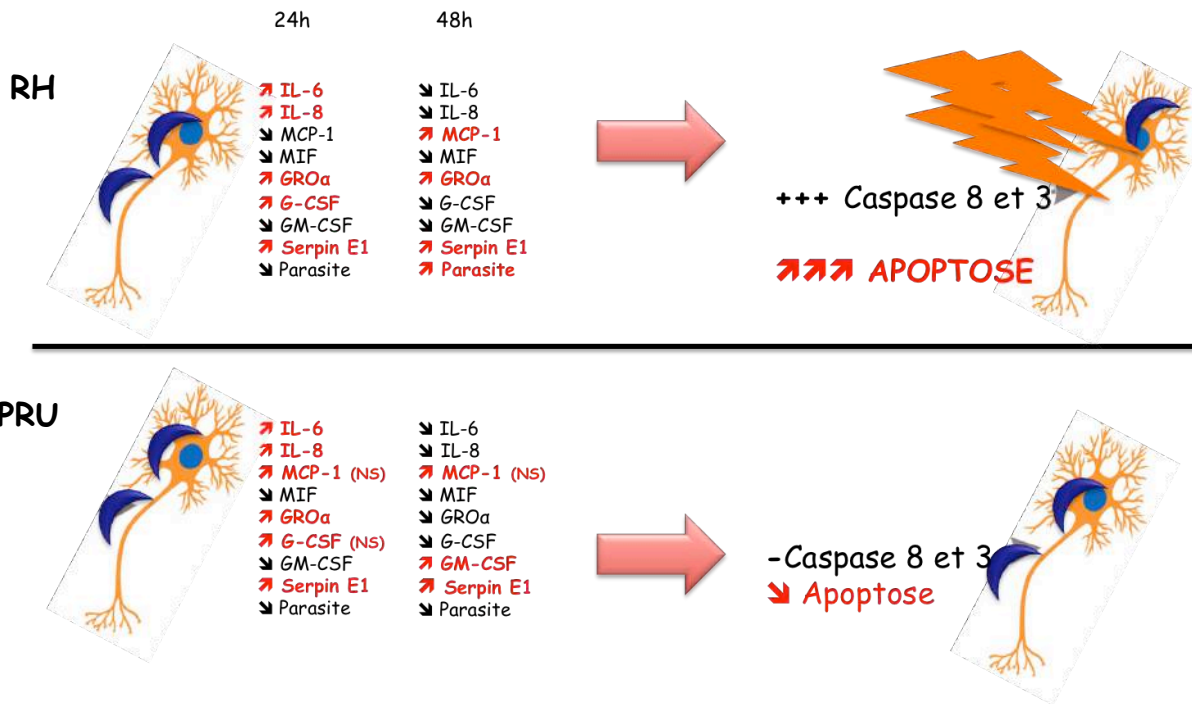 24h 48h
RH
↗ IL-6 ↘ IL-6
↗ IL-8 ↘ IL-8
↘ MCP-1 ↗ MCP-1
↘ MIF ↘ MIF
↗ GROα ↗ GROα
↗ G-CSF ↘ G-CSF
↘ GM-CSF ↘ GM-CSF
↗ Serpin E1 ↗ Serpin E1
↘ Parasite ↗ Parasite
+++ Caspase 8 et 3
↗↗↗ APOPTOSE
PRU
↗ IL-6 ↘ IL-6
↗ IL-8 ↘ IL-8
↗ MCP-1 (NS) ↗ MCP-1 (NS)
↘ MIF ↘ MIF
↗ GROα ↘ GROα
↗ G-CSF (NS) ↘ G-CSF
↘ GM-CSF ↗ GM-CSF
↗ Serpin E1 ↗ Serpin E1
↘ Parasite ↘ Parasite
-Caspase 8 et 3
↘ Apoptose